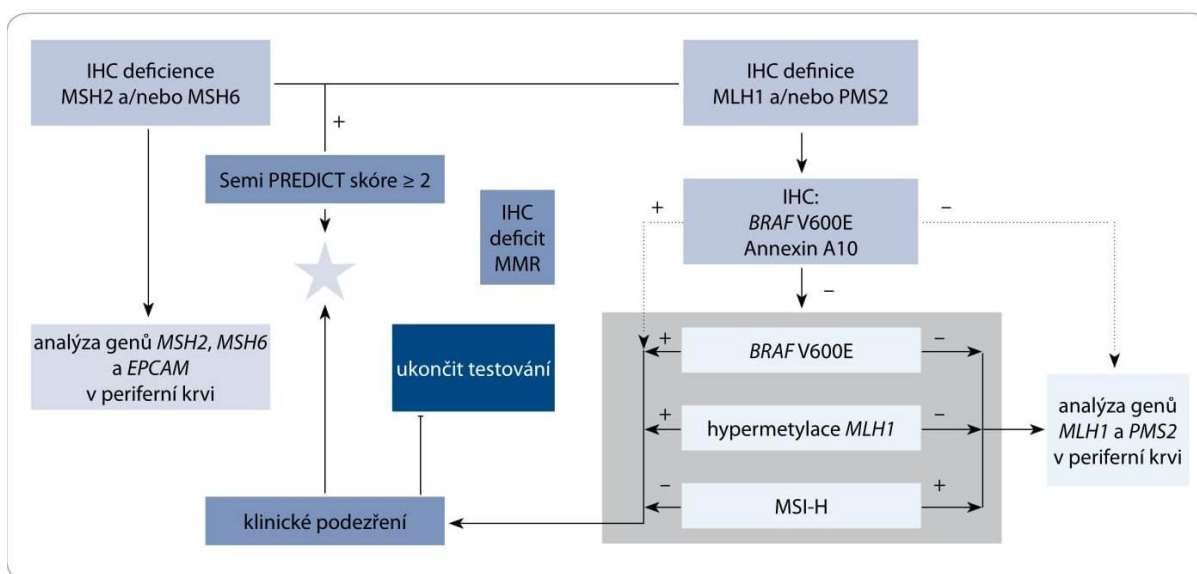 IHC deficience
MSH2 a/nebo MSH6
IHC definice
MLH1 a/nebo PMS2
+
Semi PREDICT skóre ≥ 2
IHC
deficit
MMR
+
IHC:
BRAF V600E
Annexin A10
–
–
analýza genů MSH2, MSH6
a EPCAM
v periferní krvi
ukončit testování
+
BRAF V600E
–
+
hypermetylace MLH1
–
–
MSI-H
+
analýza genů
MLH1 a PMS2
v periferní krvi
klinické podezření